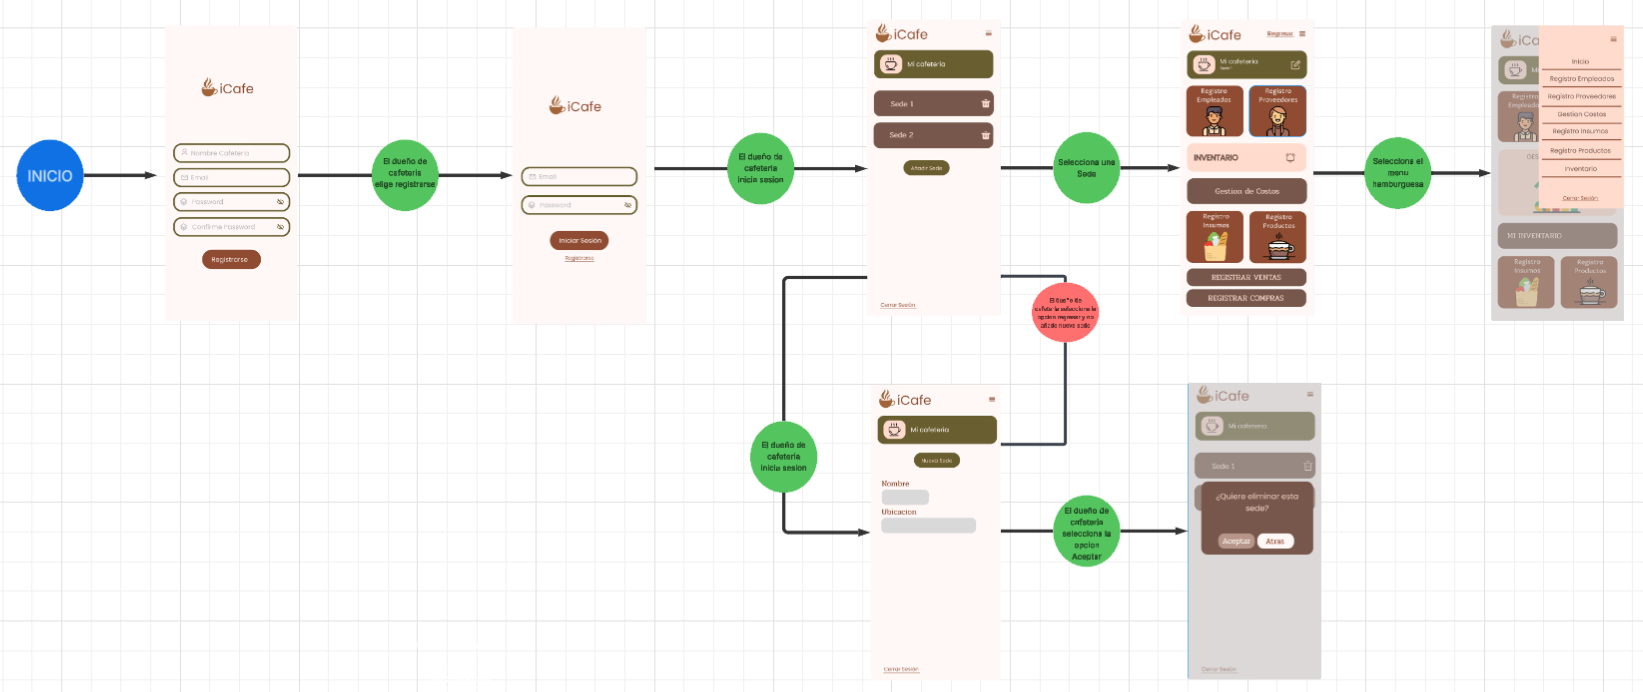 INICIO
iCafe
Nombre Cafeteria
Email
Password
Confirme Password
Registrarse
El dueño de
cafeteria
elige registrarse
iCafe
Email
Password
Iniciar Sesión
Registrarse
El dueño de
cafeteria
inicia sesion
iCafe
Mi cafeteria
Sede 1
Sede 2
Añadir Sede
Cerrar Sesión
Selecciona una
Sede
iCafe
Regresar
Mi cafeteria
Sede 1
Registro
Empleados
Registro
Proveedores
INVENTARIO
Gestion de Costos
Registro
Insumos
Registro
Productos
REGISTRAR VENTAS
REGISTRAR COMPRAS
Selecciona el
menu
hamburguesa
iCa
Mi
Registro
Empleado
GES
MI INVENTARIO
Registro
Insumos
Registro
Productos
Inicio
Registro Empleados
Registro Proveedores
Gestion Costos
Registro Insumos
Registro Productos
Inventario
Cerrar Sesión
El dueño de
cafeteria selecciona la
opcion regresar y no
añade nueva sede
El dueño de
cafeteria
inicia sesion
iCafe
Mi cafeteria
Nueva Sede
Nombre
Ubicacion
Cerrar Sesión
El dueño de
cafeteria
selecciona la
opcion
Aceptar
iCafe
Mi cafeteria
Sede 1
¿Quiere eliminar esta
sede?
Aceptar
Atras
Cerrar Sesión